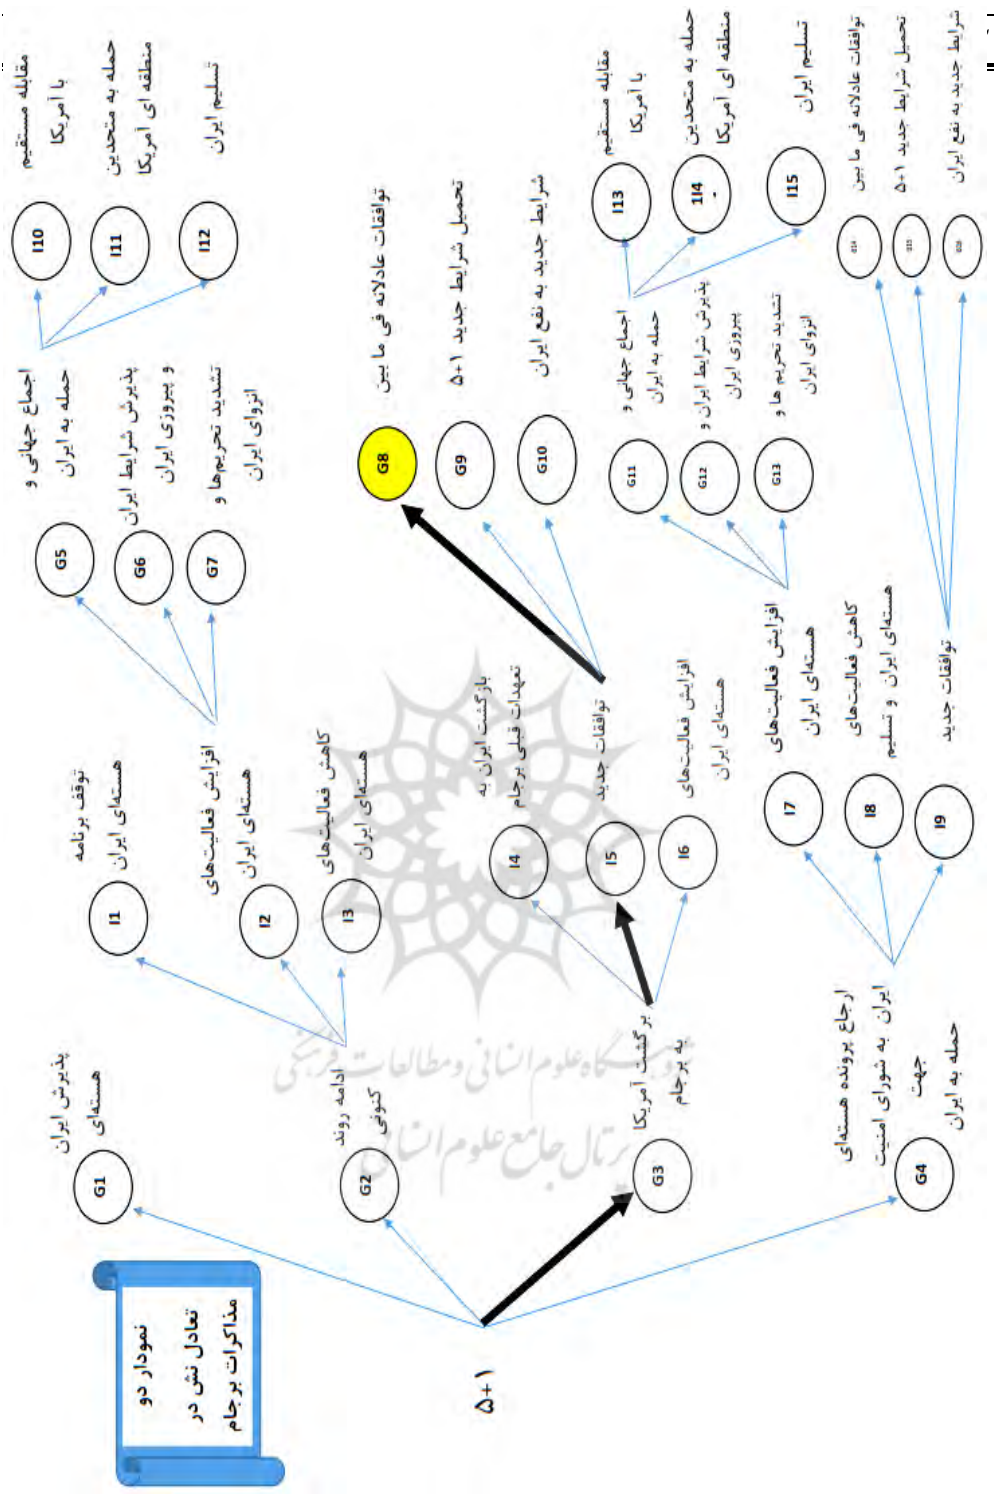 نمودار دو
تعادل نش در
مذاکرات برجام
۵+۱
G1
پذیرش ایران
هسته‌ای
G2
ادامه روند
کنونی
G3
برگشت آمریکا
به برجام
G4
ارجاع پرونده هسته‌ای
ایران به شورای امنیت
جهت
حمله به ایران
I1
توقف برنامه
هسته‌ای ایران
I2
افزایش فعالیت‌های
هسته‌ای ایران
I3
کاهش فعالیت‌های
هسته‌ای ایران
I4
بازگشت ایران به
تعهدات قبلی برجام
I5
توافقات جدید
I6
افزایش فعالیت‌های
هسته‌ای ایران
I7
افزایش فعالیت‌های
هسته‌ای ایران
I8
کاهش فعالیت‌های
هسته‌ای ایران و تسلیم
I9
توافقات جدید
G5
اجماع جهانی و
حمله به ایران
G6
پذیرش شرایط ایران
و پیروزی ایران
G7
تشدید تحریم‌ها و
انزوای ایران
G8
توافقات عادلانه فی ما بین
G9
تحمیل شرایط جدید ۱+۵
G10
شرایط جدید به نفع ایران
G11
اجماع جهانی و
حمله به ایران
G12
پذیرش شرایط ایران و
پیروزی ایران
G13
تشدید تحریم ها و
انزوای ایران
I10
مقابله مستقیم
با آمریکا
I11
حمله به متحدین
منطقه ای آمریکا
I12
تسلیم ایران
I13
مقابله مستقیم
با آمریکا
1I4
-
حمله به متحدین
منطقه ای آمریکا
I15
تسلیم ایران
G14
توافقات عادلانه فی ما بین
G15
تحمیل شرایط جدید ۱+۵
G16
شرایط جدید به نفع ایران
گاه علوم انسانی و مطالعات فرهنگی
پرتال جامع علوم انسانی